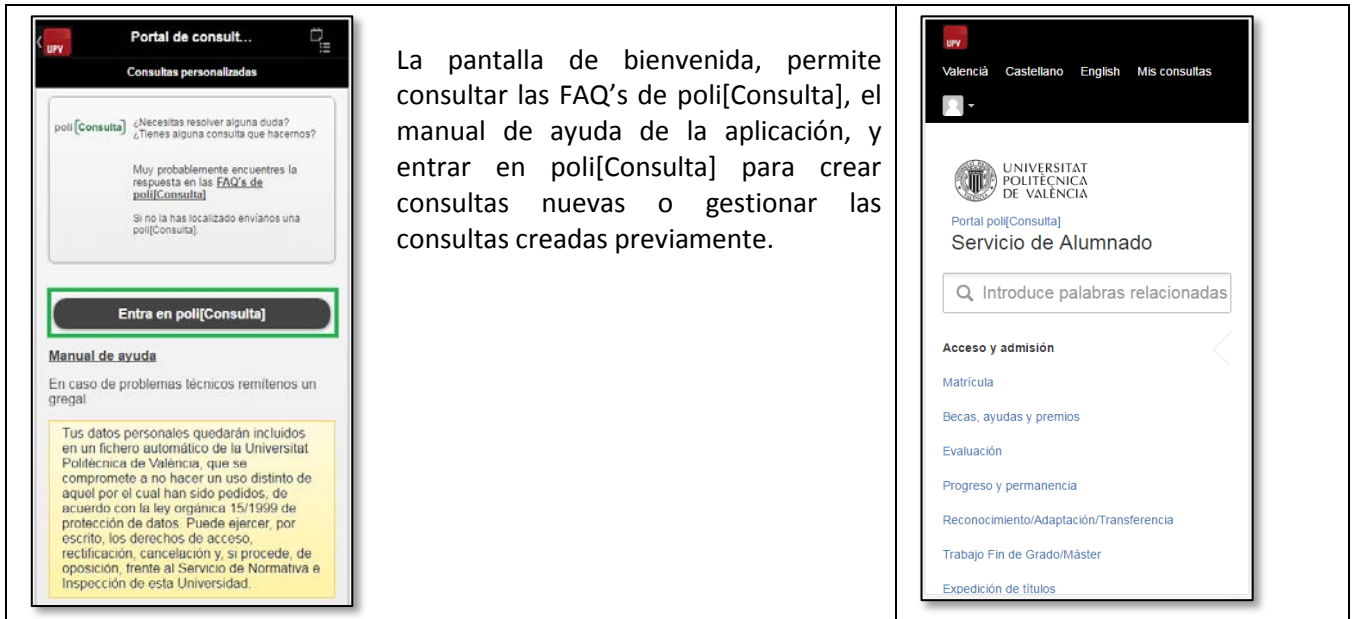 UPV
Portal de consult...
Consultas personalizadas
poli[Consulta]
¿Necesitas resolver alguna duda?
¿Tienes alguna consulta que hacernos?
Muy probablemente encuentres la
respuesta en las FAQ's de
poli[Consulta]
Si no la has localizado envíanos una
poli[Consulta].
Entra en poli[Consulta]
Manual de ayuda
En caso de problemas técnicos remítenos un
gregal
Tus datos personales quedarán incluidos
en un fichero automático de la Universitat
Politècnica de València, que se
compromete a no hacer un uso distinto de
aquel por el cual han sido pedidos, de
acuerdo con la ley orgánica 15/1999 de
protección de datos. Puede ejercer, por
escrito, los derechos de acceso,
rectificación, cancelación y, si procede, de
oposición, frente al Servicio de Normativa e
Inspección de esta Universidad.
La pantalla de bienvenida, permite
consultar las FAQ's de poli[Consulta], el
manual de ayuda de la aplicación, y
entrar en poli[Consulta] para crear
consultas nuevas o gestionar las
consultas creadas previamente.
UPV
Valencià Castellano English Mis consultas
UNIVERSITAT
POLITÈCNICA
DE VALÈNCIA
Portal poli[Consulta]
Servicio de Alumnado
Introduce palabras relacionadas
Acceso y admisión
Matrícula
Becas, ayudas y premios
Evaluación
Progreso y permanencia
Reconocimiento/Adaptación/Transferencia
Trabajo Fin de Grado/Máster
Expedición de títulos